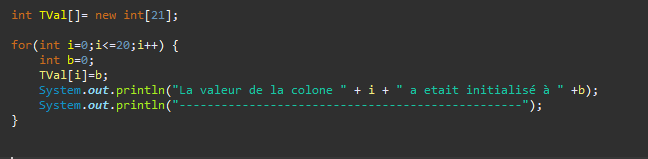 int TVal[]= new int[21];
for(int i=0;i<=20;i++) {
int b=0;
TVal[i]=b;
System.out.println("La valeur de la colone " + i + " a etait initialisé à " +b);
System.out.println("-------------------------------------------------");
}